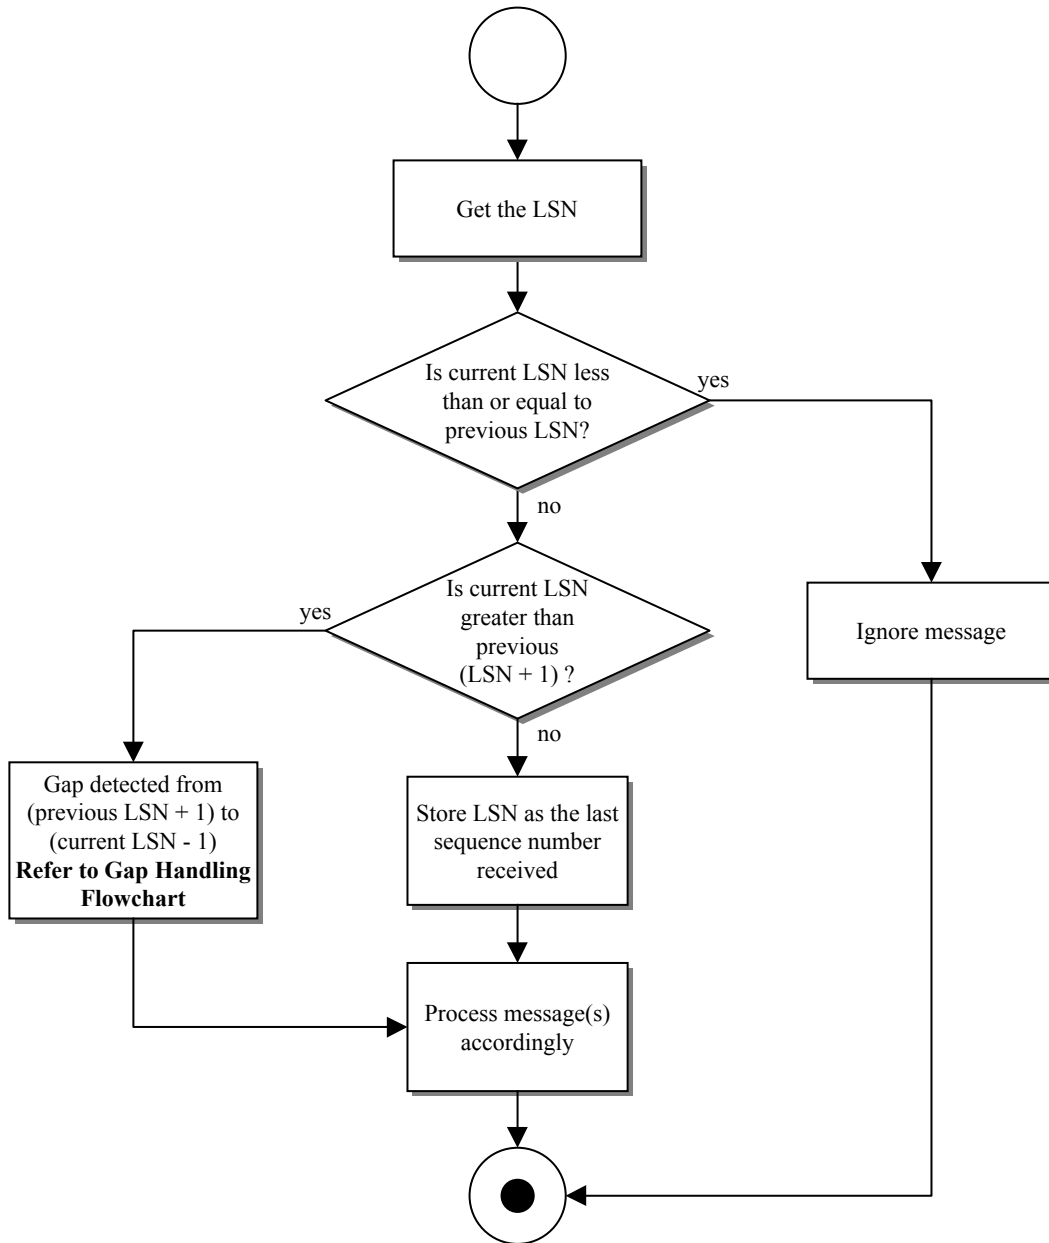 Get the LSN
Is current LSN less
than or equal to
previous LSN?
yes
no
Is current LSN
greater than
previous
(LSN + 1) ?
yes
Ignore message
no
Gap detected from
(previous LSN + 1) to
(current LSN - 1)
Refer to Gap Handling
Flowchart
Store LSN as the last
sequence number
received
Process message(s)
accordingly